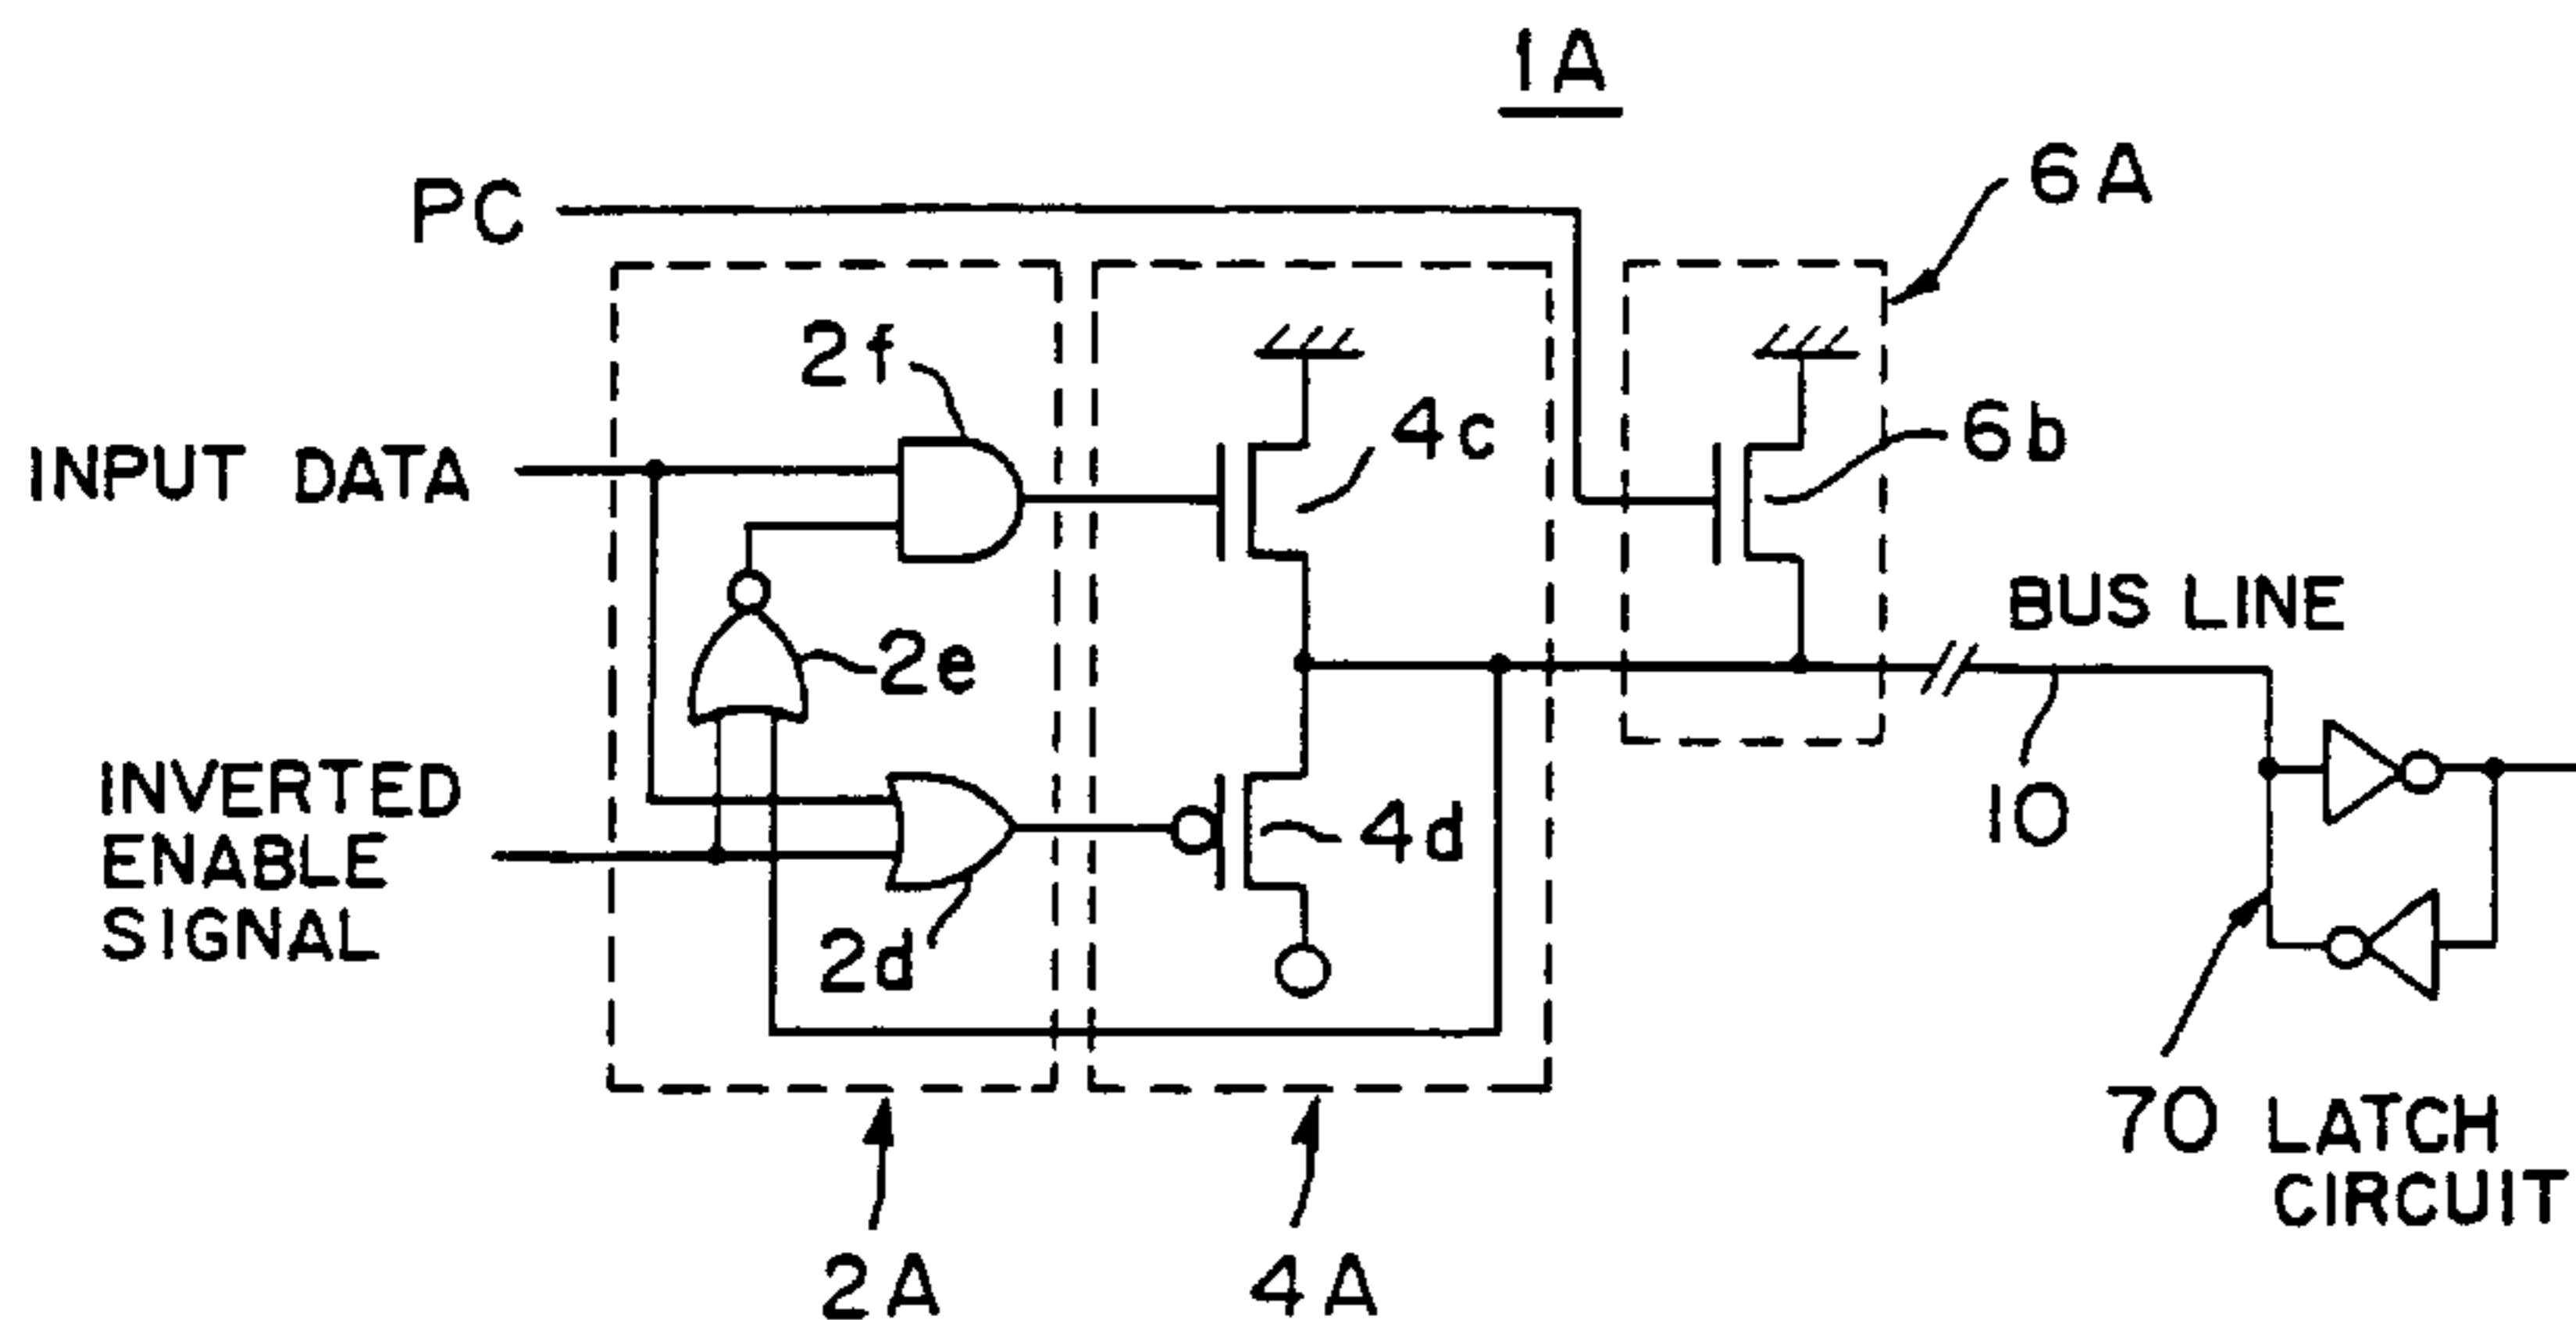 1A
PC
6A
2f
4c
6b
INPUT DATA
2e
BUS LINE
INVERTED
ENABLE
SIGNAL
4d
10
2d
70 LATCH
CIRCUIT
2A
4A